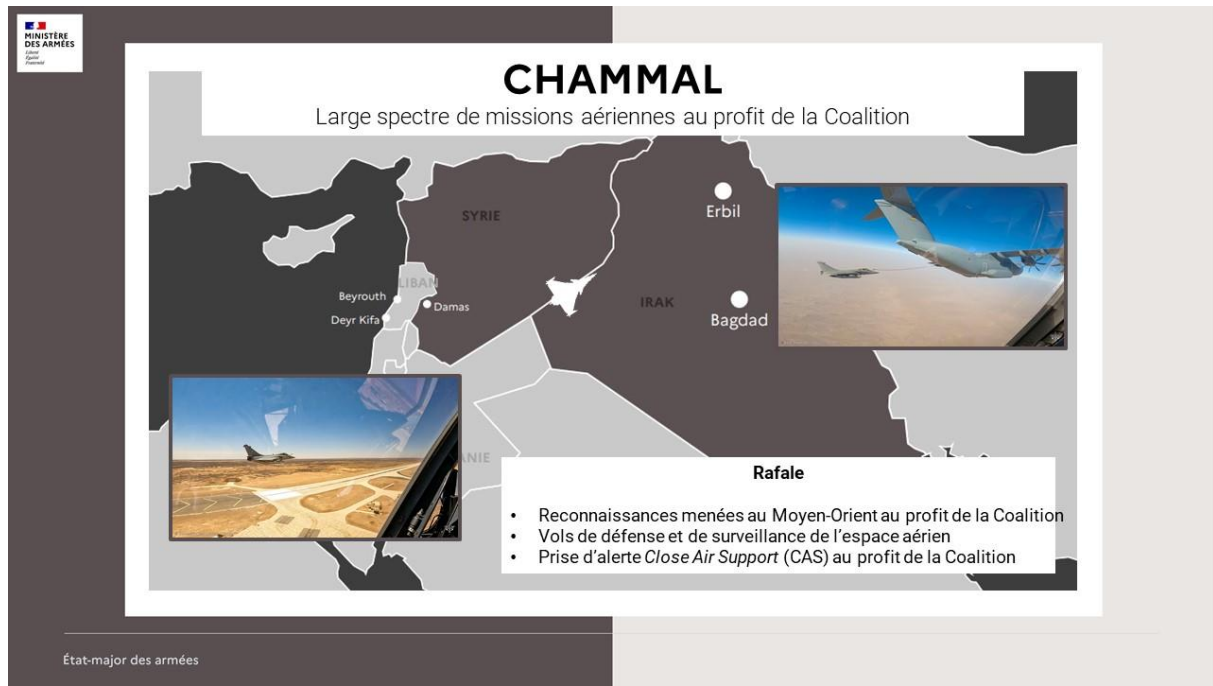 MINISTÈRE
DES ARMÉES
Liberté
Égalité
Fraternité
CHAMMAL
Large spectre de missions aériennes au profit de la Coalition
SYRIE
Erbil
LIBAN
Beyrouth
Damas
Deyr Kifa
IRAK
Bagdad
ANIE
Rafale
• Reconnaissances menées au Moyen-Orient au profit de la Coalition
• Vols de défense et de surveillance de l’espace aérien
• Prise d’alerte Close Air Support (CAS) au profit de la Coalition
État-major des armées